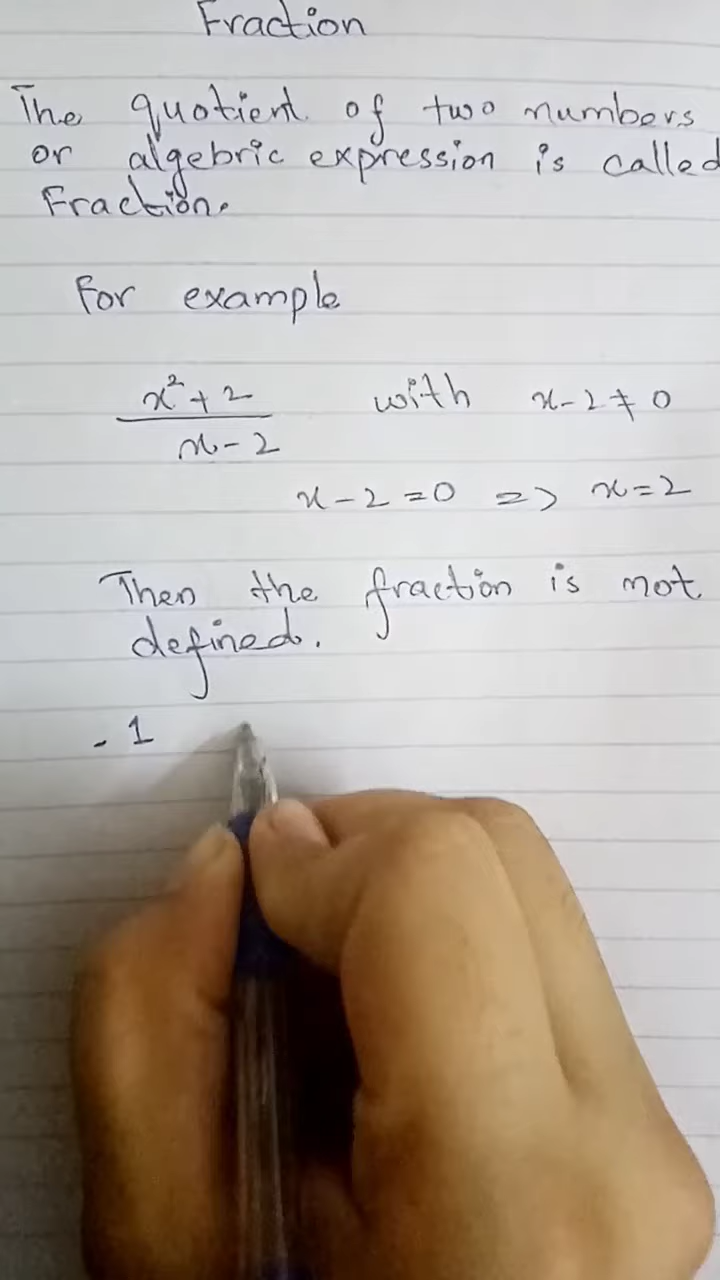 Fraction
The quotient of two numbers
or algebric expression is called
Fraction.
For example
x²+2 / x-2 with x-2≠0
x-2=0 => x=2
Then the fraction is not
defined.
- 1